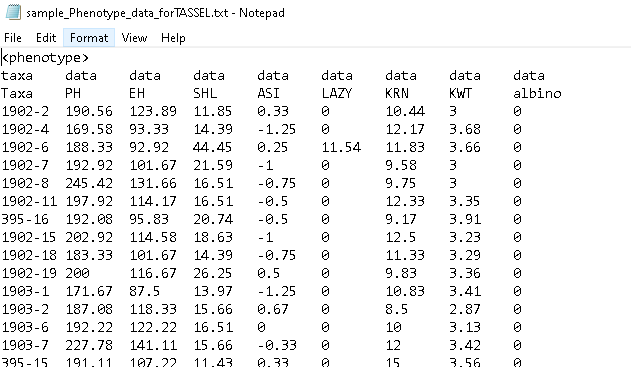 sample_Phenotype_data_forTASSEL.txt - Notepad
File Edit Format View Help
<phenotype>
taxa data data data data data data data data
Taxa PH EH SHL ASI LAZY KRN KWT albino
1902-2 190.56 123.89 11.85 0.33 0 10.44 3 0
1902-4 169.58 93.33 14.39 -1.25 0 12.17 3.68 0
1902-6 188.33 92.92 44.45 0.25 11.54 11.83 3.66 0
1902-7 192.92 101.67 21.59 -1 0 9.58 3 0
1902-8 245.42 131.66 16.51 -0.75 0 9.75 3 0
1902-11 197.92 114.17 16.51 -0.5 0 12.33 3.35 0
395-16 192.08 95.83 20.74 -0.5 0 9.17 3.91 0
1902-15 202.92 114.58 18.63 -1 0 12.5 3.23 0
1902-18 183.33 101.67 14.39 -0.75 0 11.33 3.29 0
1902-19 200 116.67 26.25 0.5 0 9.83 3.36 0
1903-1 171.67 87.5 13.97 -1.25 0 10.83 3.41 0
1903-2 187.08 118.33 15.66 0.67 0 8.5 2.87 0
1903-6 192.22 122.22 16.51 0 0 10 3.13 0
1903-7 227.78 141.11 15.66 -0.33 0 12 3.42 0
395-15 191.11 107.22 11.43 0.33 0 15 3.56 0